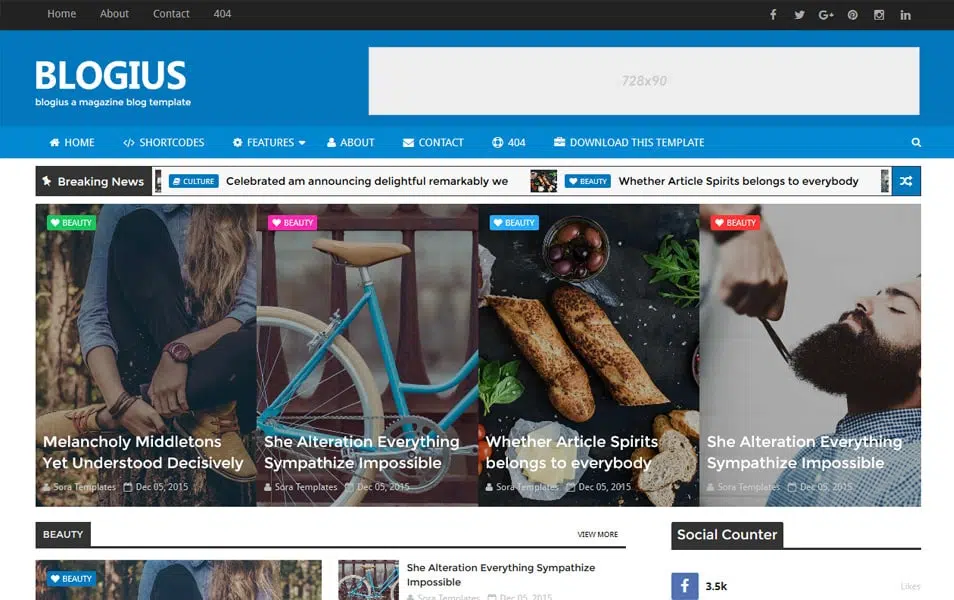 Home About Contact 404
BLOGIUS
blogius a magazine blog template
728x90
HOME SHORTCODES FEATURES ABOUT CONTACT 404 DOWNLOAD THIS TEMPLATE
Breaking News CULTURE Celebrated am announcing delightful remarkably we BEAUTY Whether Article Spirits belongs to everybody
BEAUTY
Melancholy Middletons
Yet Understood Decisively
Sora Templates Dec 05, 2015
BEAUTY
She Alteration Everything
Sympathize Impossible
Sora Templates Dec 05, 2015
BEAUTY
Whether Article Spirits
belongs to everybody
Sora Templates Dec 05, 2015
BEAUTY
She Alteration Everything
Sympathize Impossible
Sora Templates Dec 05, 2015
BEAUTY VIEW MORE
BEAUTY
She Alteration Everything Sympathize
Impossible
Sora Templates Dec 05, 2015
Social Counter
f 3.5k Likes